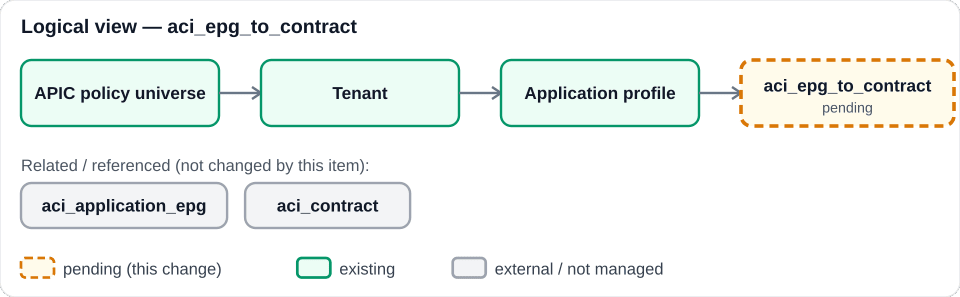 Logical view — aci_epg_to_contract
APIC policy universe
Tenant
Application profile
aci_epg_to_contract
pending
Related / referenced (not changed by this item):
aci_application_epg
aci_contract
pending (this change)
existing
external / not managed